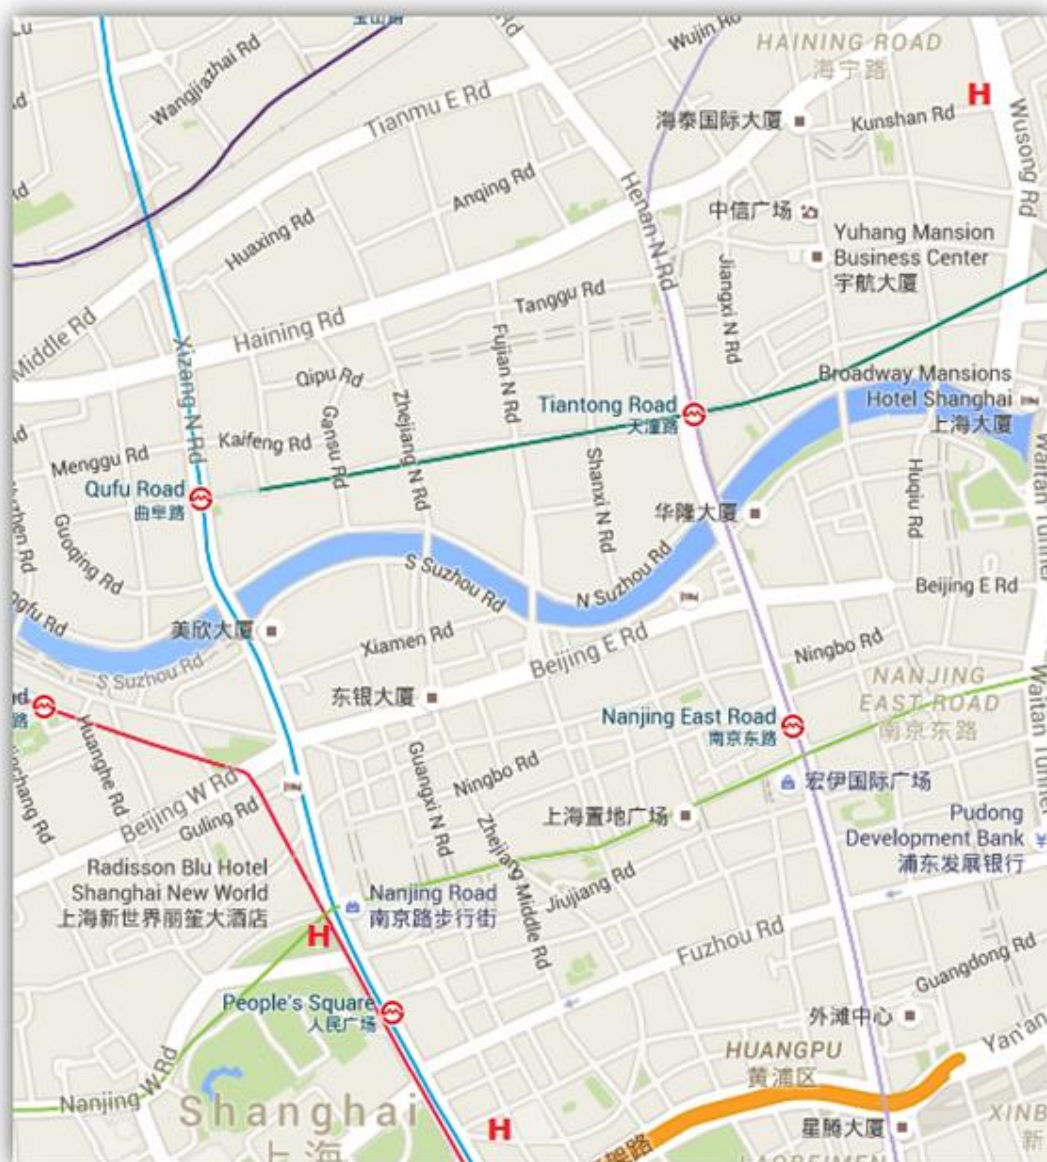 Wujin Rd
HAINING ROAD
海宁路
Wangjiazhai Rd
Tianmu E Rd
H
海泰国际大厦
Kunshan Rd
Wusong Rd
Anqing Rd
Henan N Rd
中信广场
Huaxing Rd
Yuhang Mansion
Business Center
宇航大厦
Jiangxi N Rd
Tanggu Rd
Middle Rd
Haining Rd
Xizang N Rd
Fujian N Rd
Qipu Rd
Zhejiang N Rd
Broadway Mansions
Hotel Shanghai
上海大厦
Tiantong Road
天潼路
Gansu Rd
Kaifeng Rd
Menggu Rd
Shanxi N Rd
Huqiu Rd
Waitan Tunnel
Qufu Road
曲阜路
华隆大厦
Guoqing Rd
S Suzhou Rd
N Suzhou Rd
Beijing E Rd
美欣大厦
Xiamen Rd
Beijing E Rd
Ningbo Rd
S Suzhou Rd
NANJING
EAST ROAD
南京东路
Waitan Tunnel
东银大厦
路
Nanjing East Road
南京东路
Huanghe Rd
Guangxi N Rd
Ningbo Rd
宏伊国际广场
Beijing W Rd
Guling Rd
上海置地广场
Zhejiang Middle Rd
Pudong
Development Bank
浦东发展银行
¥
Radisson Blu Hotel
Shanghai New World
上海新世界丽笙大酒店
Nanjing Road
南京路步行街
Jiujiang Rd
H
Fuzhou Rd
Guangdong Rd
People's Square
人民广场
外滩中心
Yan'an
HUANGPU
黄浦区
Nanjing W Rd
Shanghai
上海
H
星腾大厦
XINB
新